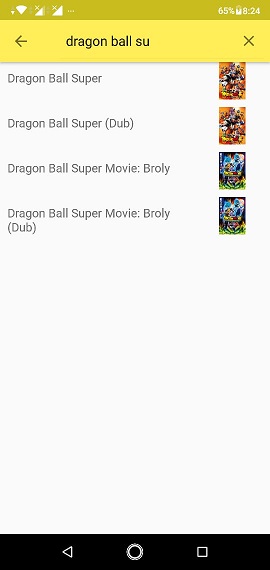 65% 8:24
dragon ball su
Dragon Ball Super
Dragon Ball Super (Dub)
Dragon Ball Super Movie: Broly
Dragon Ball Super Movie: Broly
(Dub)